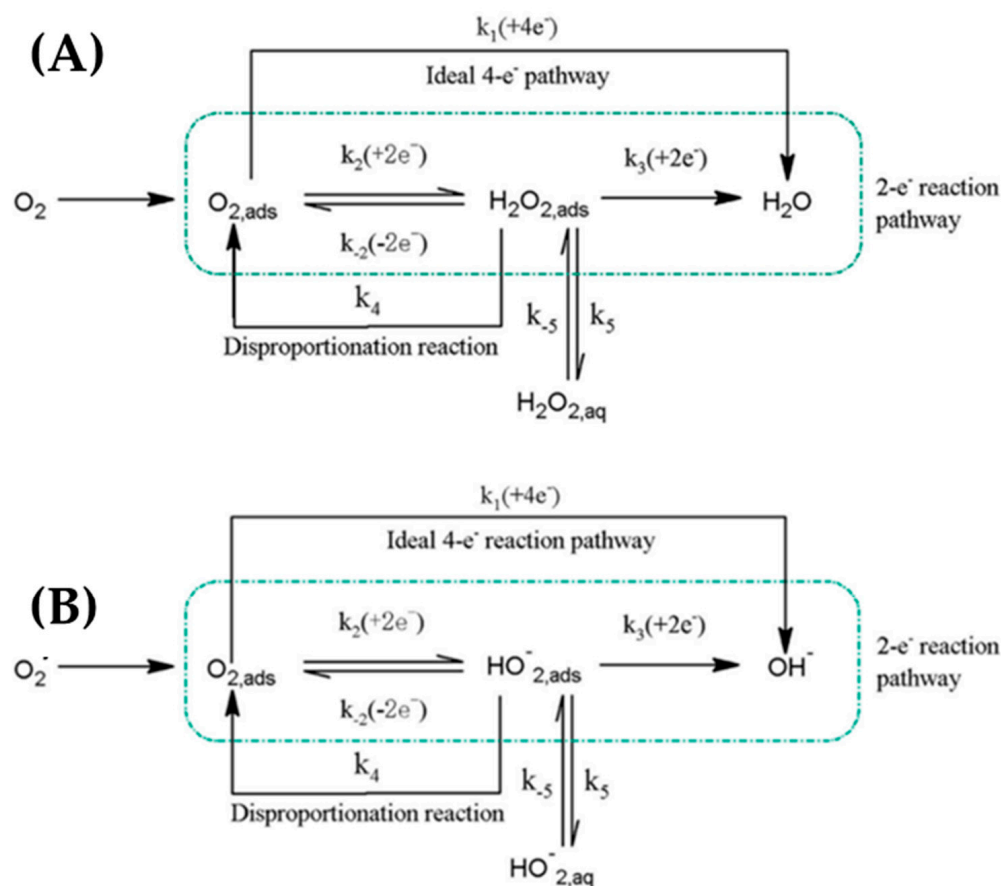 (A)
k₁(+4e⁻)
Ideal 4-e⁻ pathway
k₂(+2e⁻)
k₃(+2e⁻)
O₂
O₂,ads
H₂O₂,ads
H₂O
2-e⁻ reaction
pathway
k₋₂(-2e⁻)
k₄
Disproportionation reaction
k₋₅
k₅
H₂O₂,aq
(B)
k₁(+4e⁻)
Ideal 4-e⁻ reaction pathway
k₂(+2e⁻)
k₃(+2e⁻)
O₂
O₂,ads
HO⁻₂,ads
OH⁻
2-e⁻ reaction
pathway
k₋₂(-2e⁻)
k₄
Disproportionation reaction
k₋₅
k₅
HO⁻₂,aq